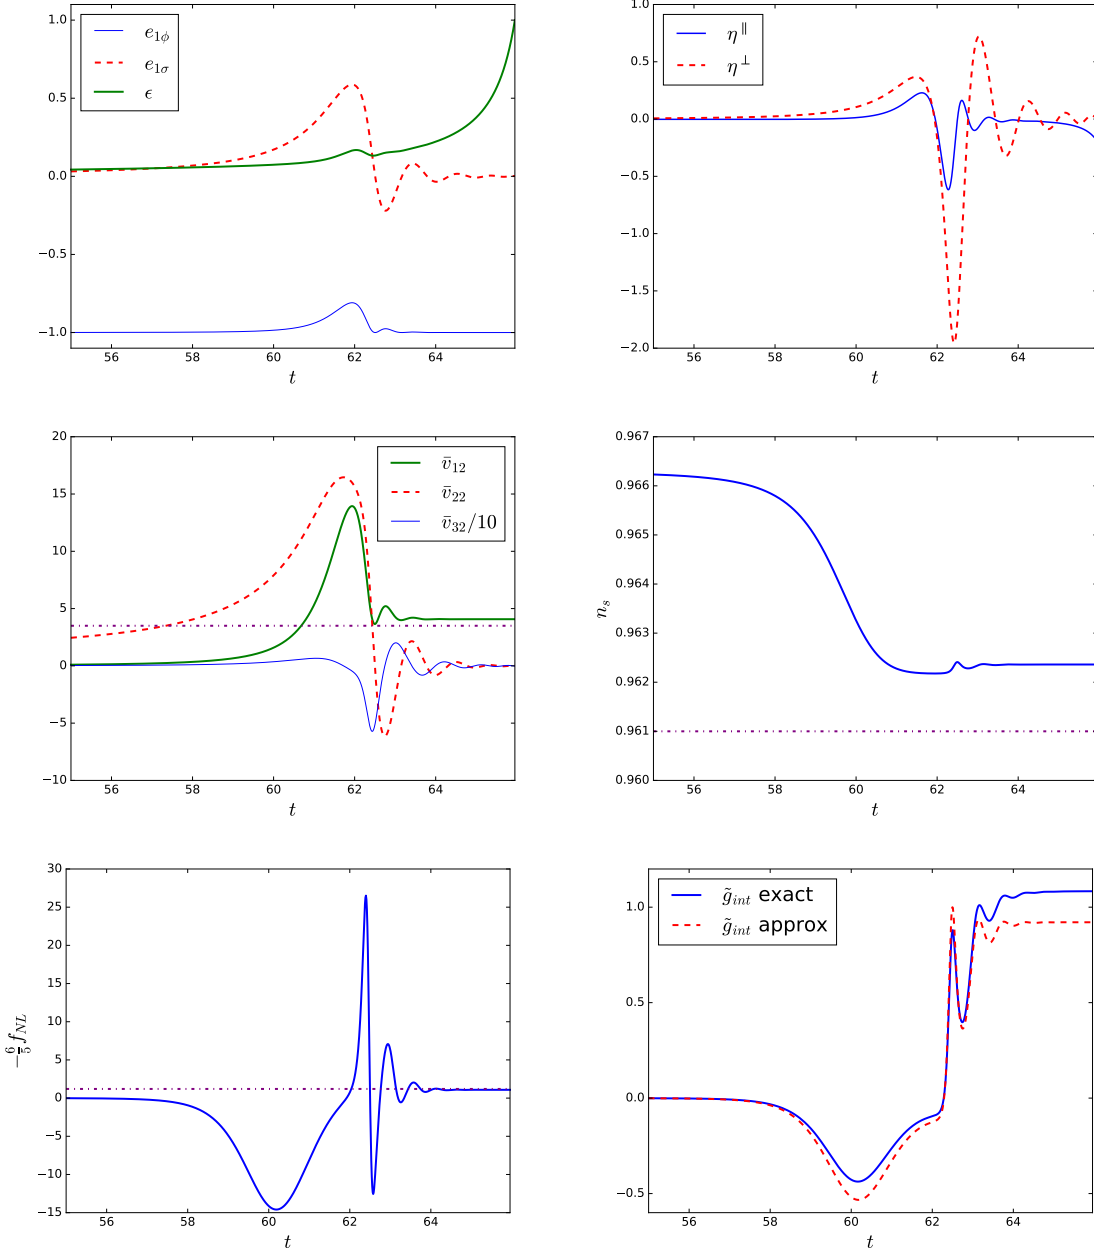 1.0
0.5
0.0
−0.5
−1.0
56 58 60 62 64
t
e1ϕ
e1σ
ϵ
1.0
0.5
0.0
−0.5
−1.0
−1.5
−2.0
56 58 60 62 64
t
η∥
η⊥
20
15
10
5
0
−5
−10
56 58 60 62 64
t
v̄12
v̄22
v̄32/10
0.967
0.966
0.965
0.964
0.963
0.962
0.961
0.960
ns
56 58 60 62 64
t
30
25
20
15
10
5
0
−5
−10
−15
−6/5 fNL
56 58 60 62 64
t
1.0
0.5
0.0
−0.5
56 58 60 62 64
t
g̃int exact
g̃int approx